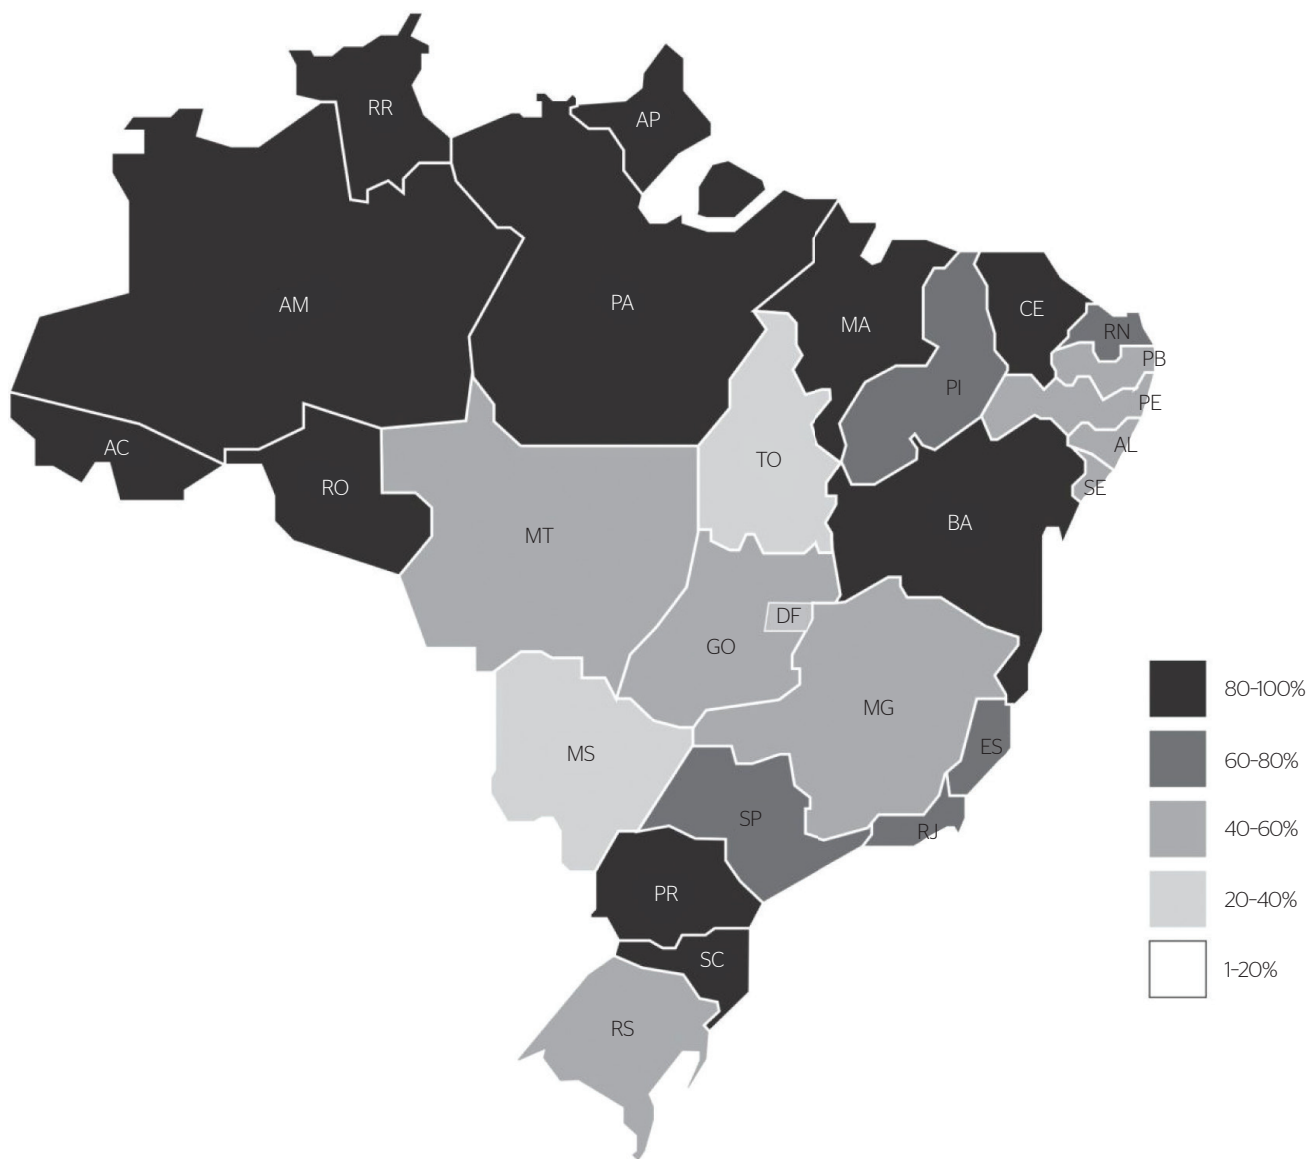 RR
AP
AM
PA
MA
CE
RN
PB
PI
PE
AC
AL
TO
RO
SE
BA
MT
DF
GO
MG
ES
MS
SP
RJ
PR
SC
RS
80-100%
60-80%
40-60%
20-40%
1-20%